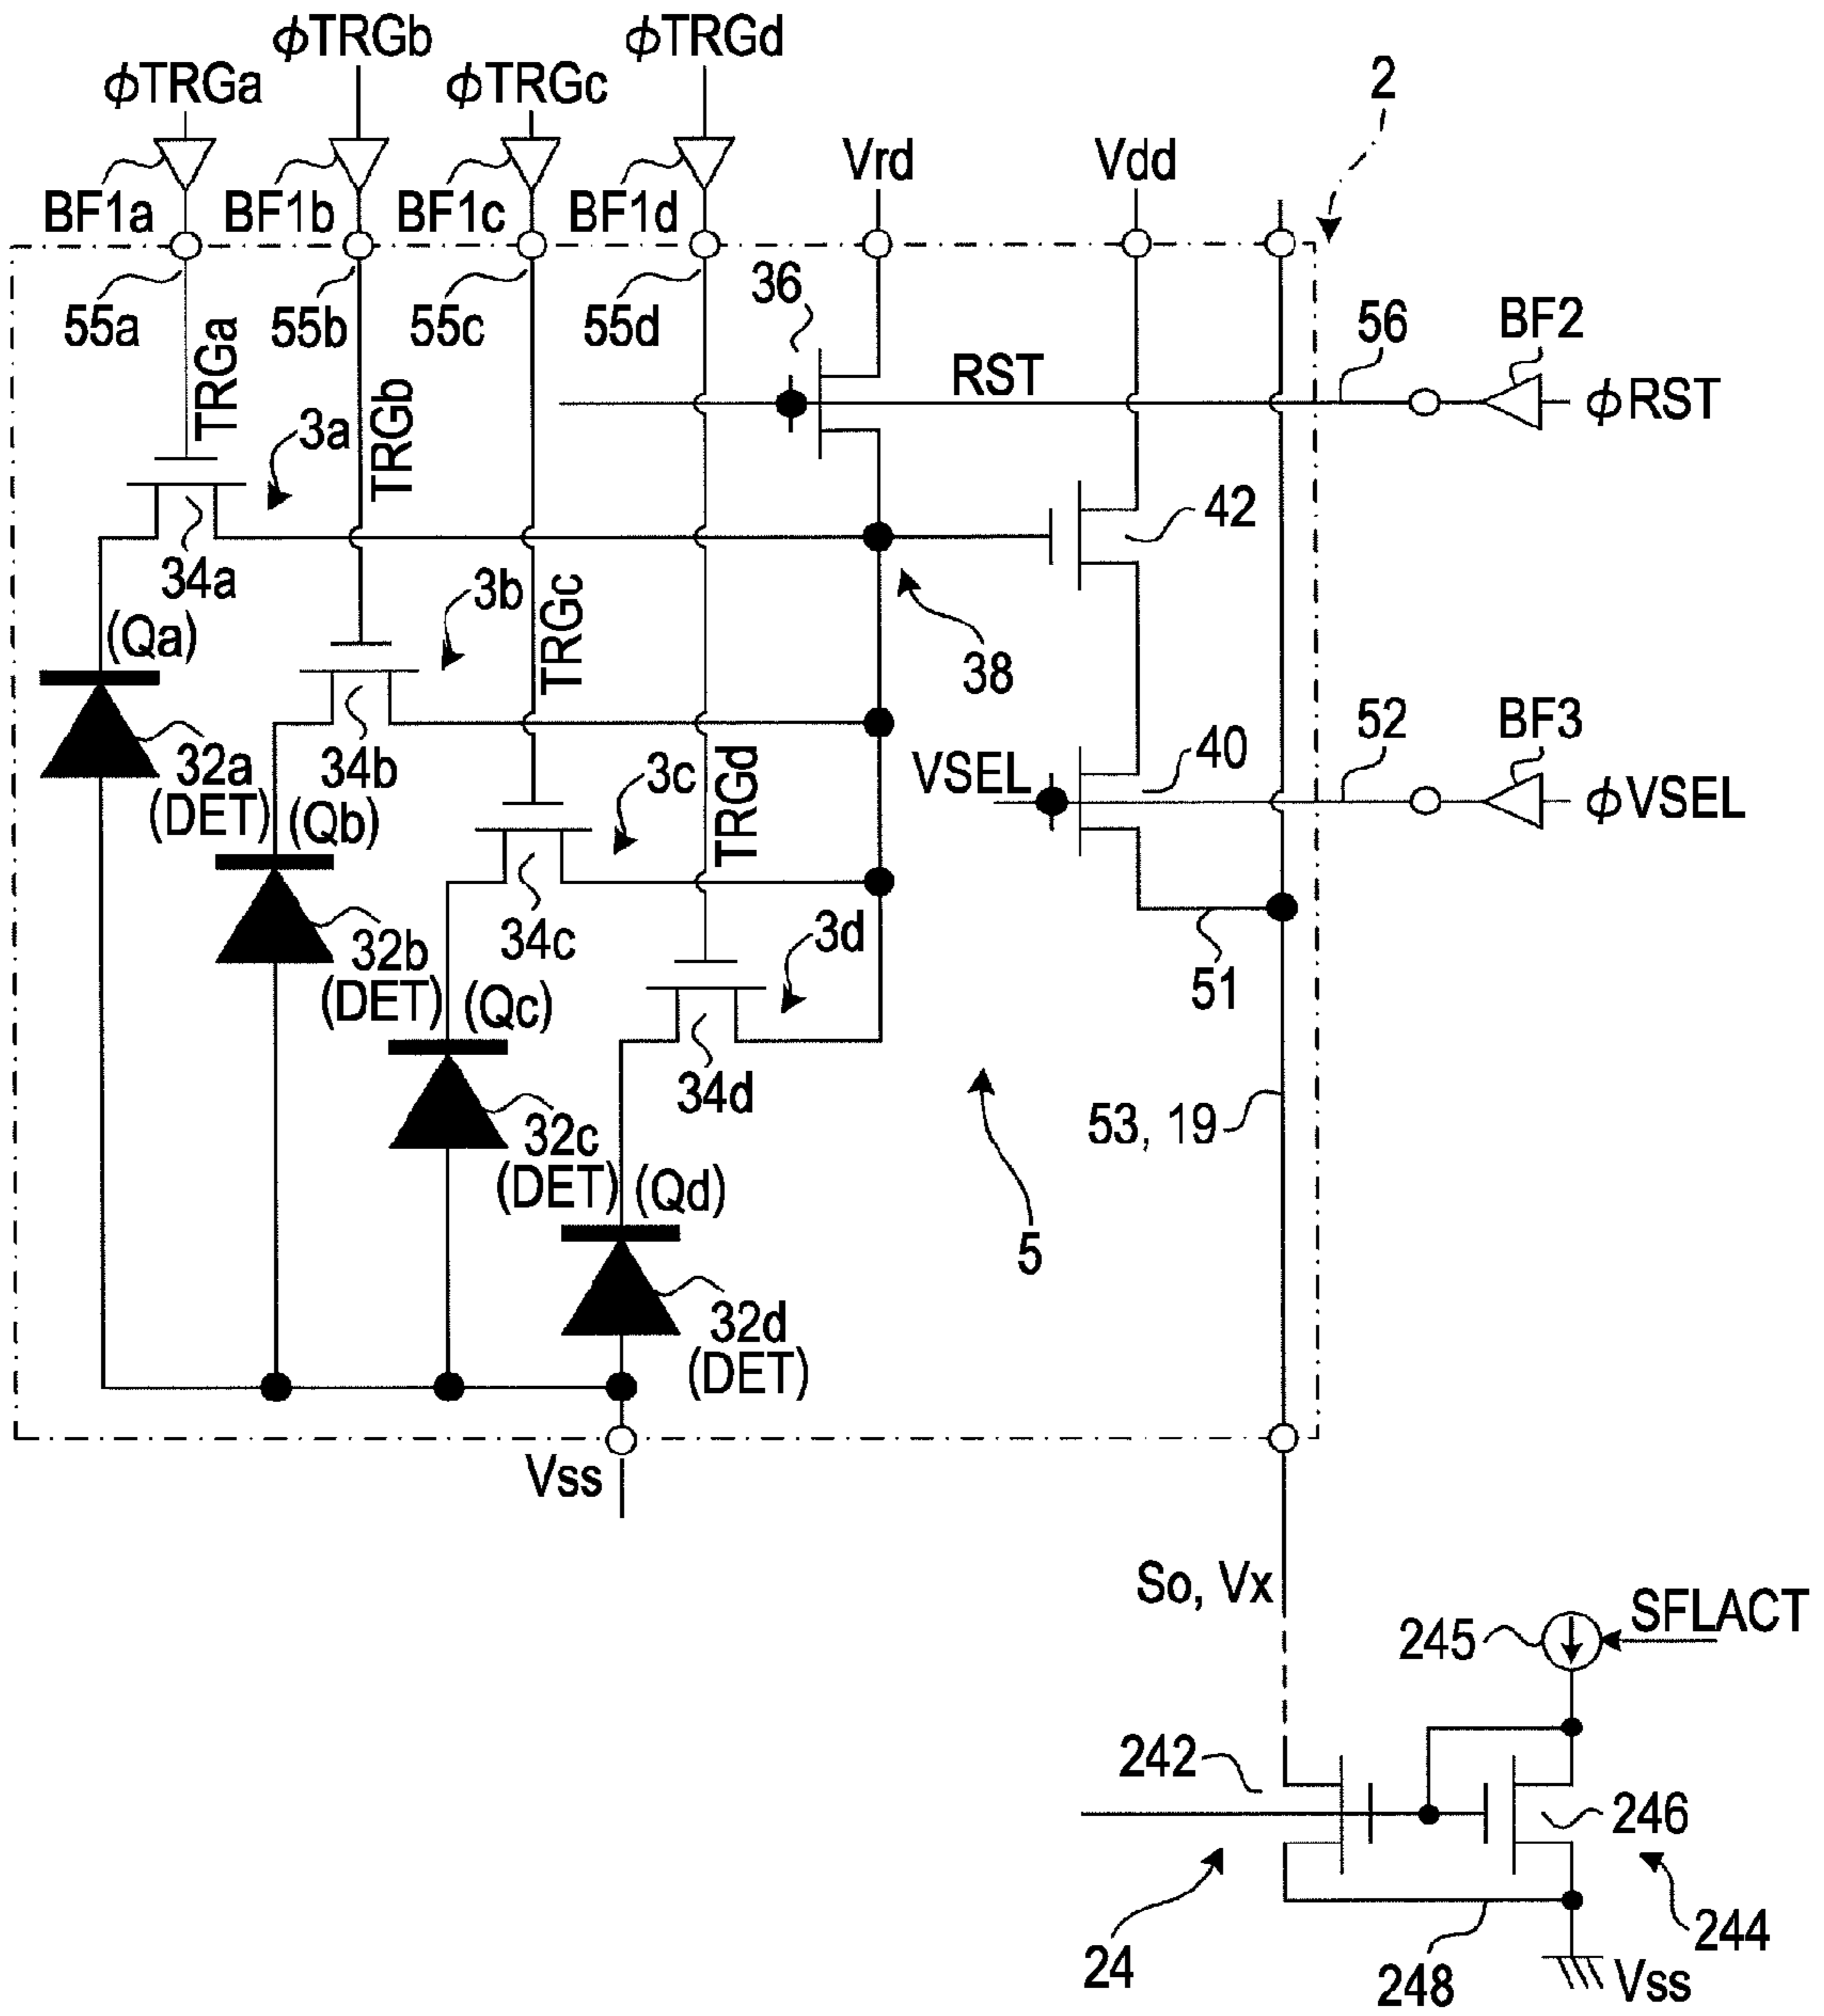 ϕTRGa
ϕTRGb
ϕTRGc
ϕTRGd
2
Vrd
Vdd
BF1a
BF1b
BF1c
BF1d
55a
55b
55c
55d
36
RST
56
BF2
ϕRST
TRGa
TRGb
3a
34a
42
(Qa)
3b
TRGc
38
32a
(DET)
34b
3c
TRGd
VSEL
40
52
BF3
ϕVSEL
(Qb)
32b
(DET)
34c
3d
51
(Qc)
32c
(DET)
34d
53, 19
(Qd)
5
32d
(DET)
Vss
So, Vx
245
SFLACT
242
246
24
248
244
Vss